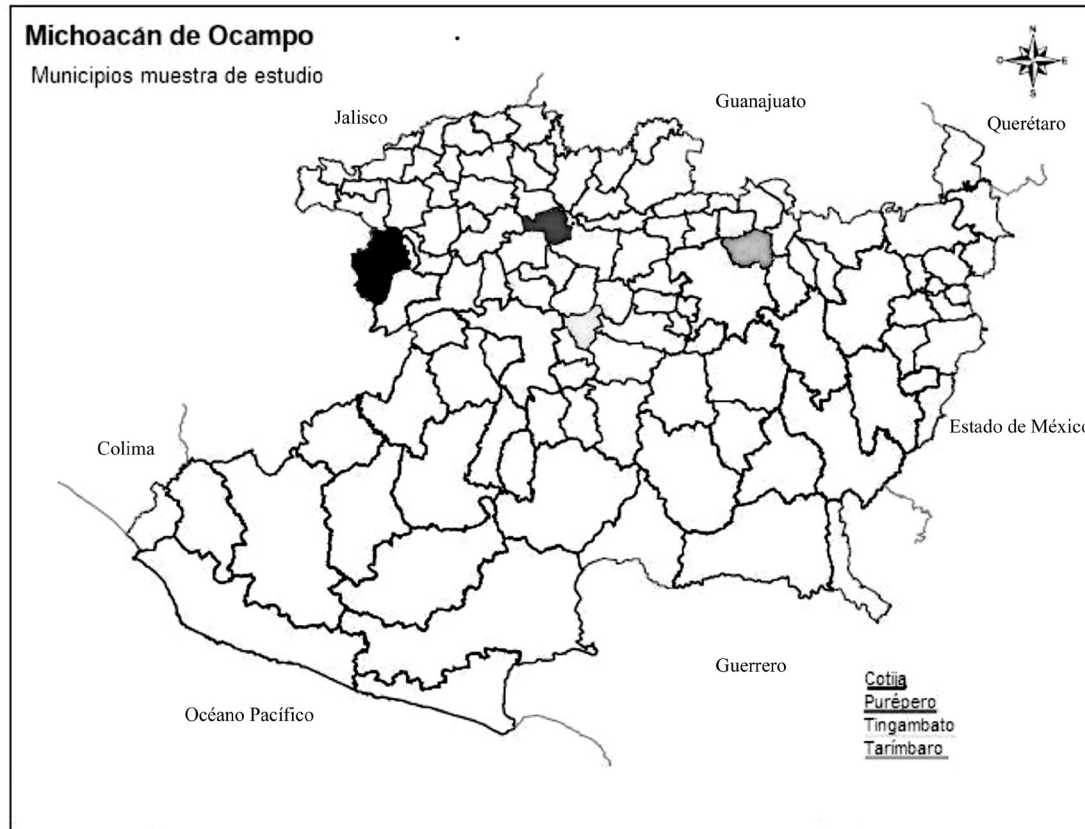 Michoacán de Ocampo
Municipios muestra de estudio
N
O
E
S
Guanajuato
Jalisco
Querétaro
Estado de México
Colima
Guerrero
Océano Pacífico
Cotija
Purépero
Tingambato
Tarímbaro